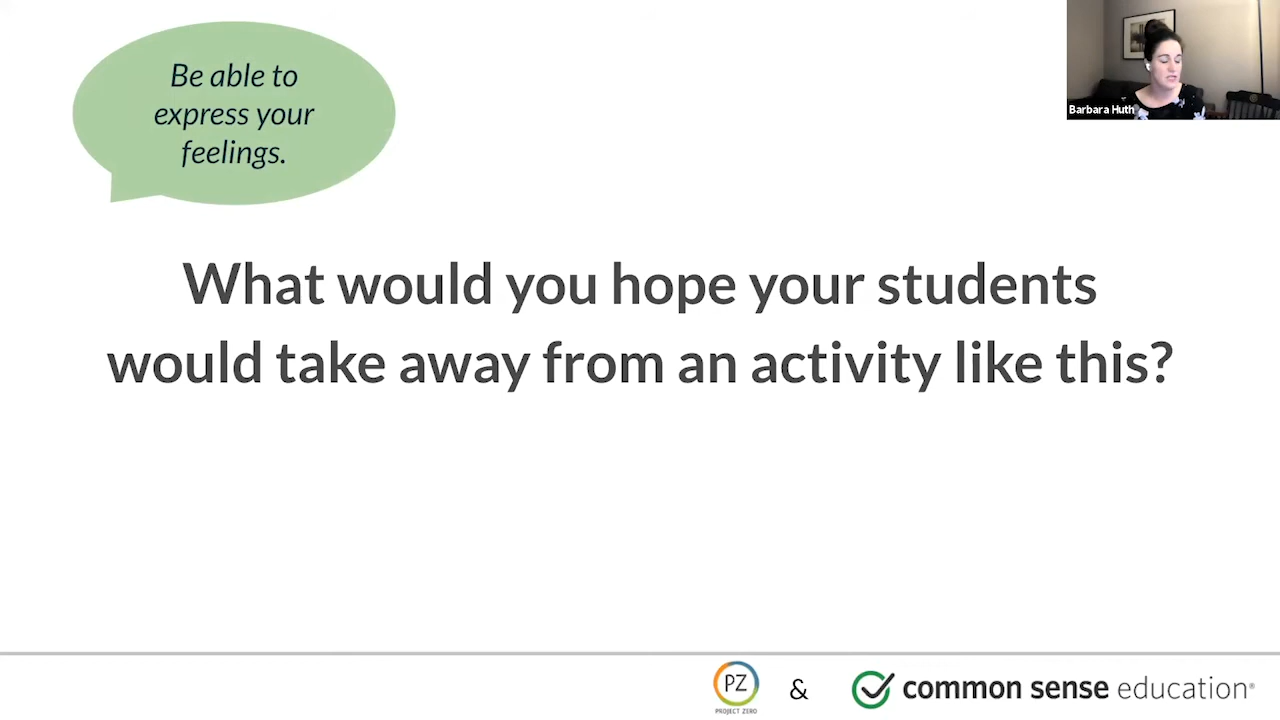 Be able to
express your
feelings.
Barbara Huth
What would you hope your students
would take away from an activity like this?
PZ
PROJECT ZERO
&
common sense education®